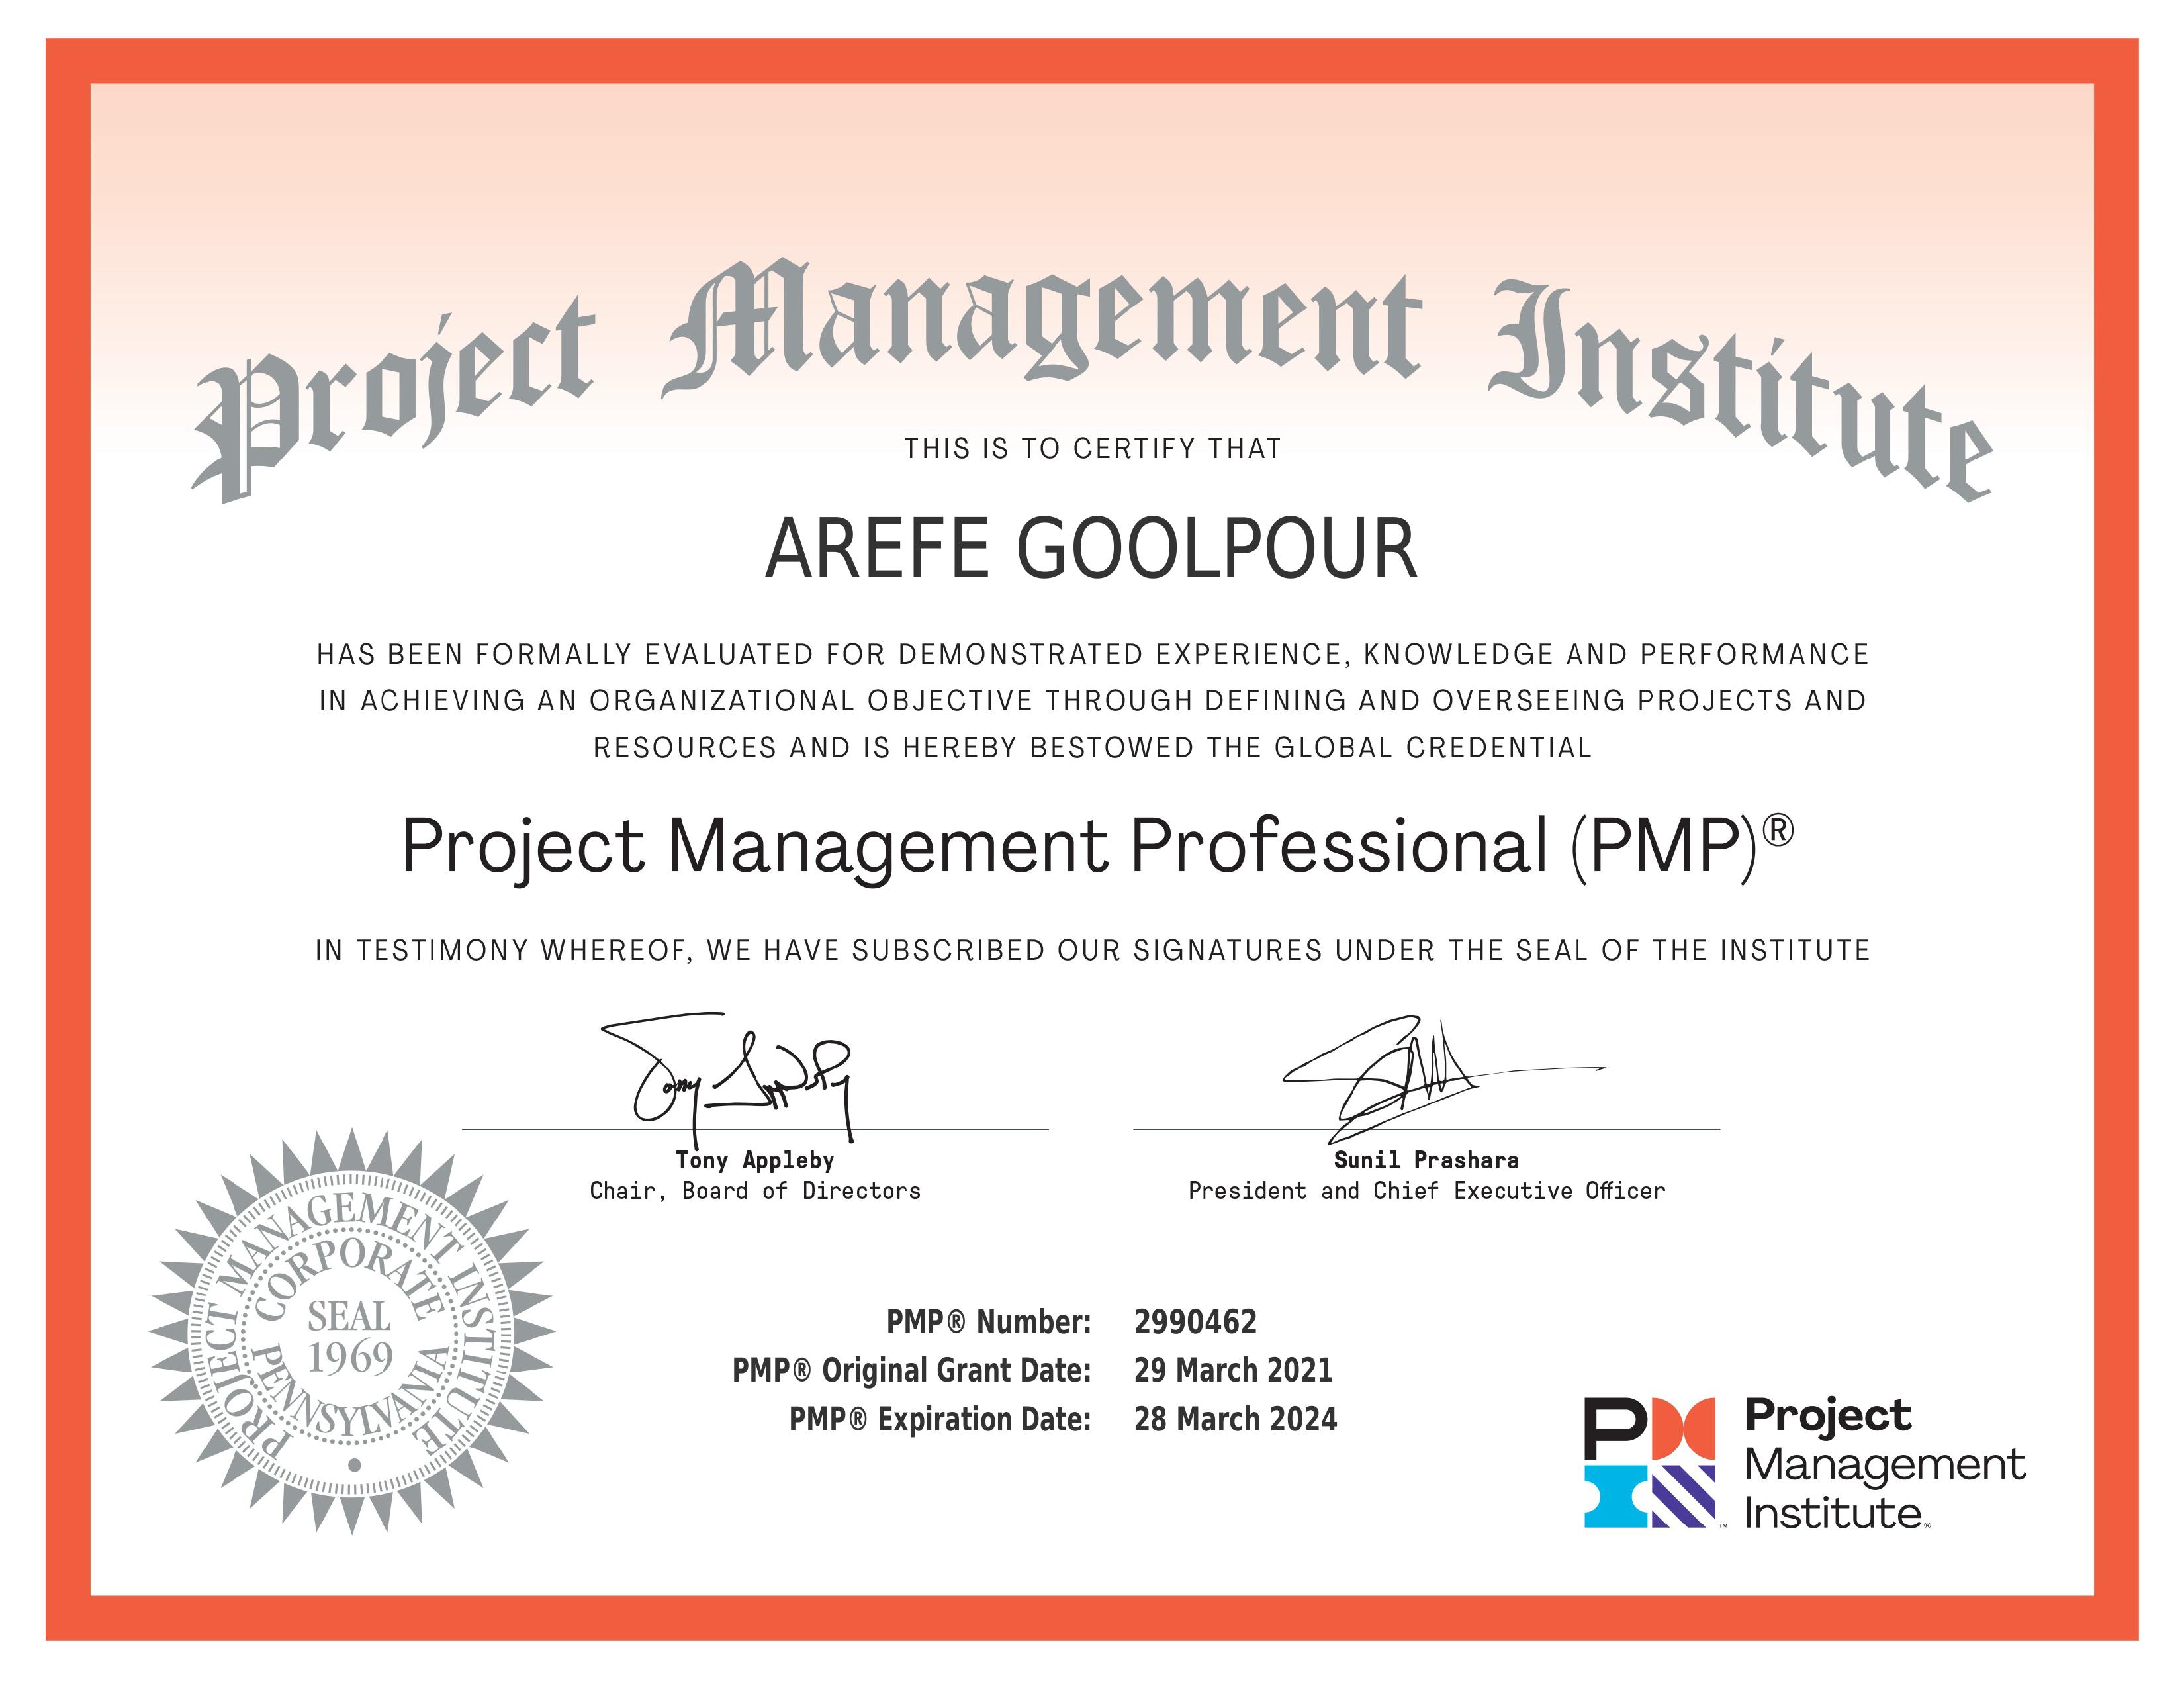 Project Management Institute
THIS IS TO CERTIFY THAT
AREFE GOOLPOUR
HAS BEEN FORMALLY EVALUATED FOR DEMONSTRATED EXPERIENCE, KNOWLEDGE AND PERFORMANCE
IN ACHIEVING AN ORGANIZATIONAL OBJECTIVE THROUGH DEFINING AND OVERSEEING PROJECTS AND
RESOURCES AND IS HEREBY BESTOWED THE GLOBAL CREDENTIAL
Project Management Professional (PMP)®
IN TESTIMONY WHEREOF, WE HAVE SUBSCRIBED OUR SIGNATURES UNDER THE SEAL OF THE INSTITUTE
Tony Appleby
Chair, Board of Directors
Sunil Prashara
President and Chief Executive Officer
PROJECT MANAGEMENT INSTITUTE
CORPORATE
SEAL
1969
PENNSYLVANIA
PMP® Number: 2990462
PMP® Original Grant Date: 29 March 2021
PMP® Expiration Date: 28 March 2024
P
™
Project
Management
Institute®